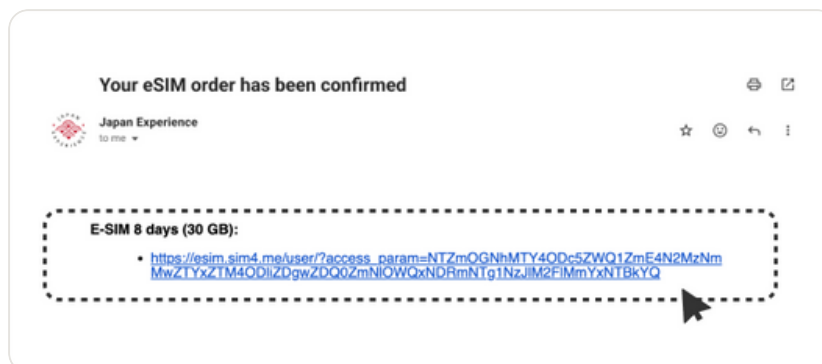 Your eSIM order has been confirmed
Japan Experience
to me
E-SIM 8 days (30 GB):
https://esim.sim4.me/user/?access_param=NTZmOGNhMTY4ODc5ZWQ1ZmE4N2MzNm
MwZTYxZTM4ODliZDgwZDQ0ZmNlOWQxNDRmNTg1NzJlM2FlMmYxNTBkYQ